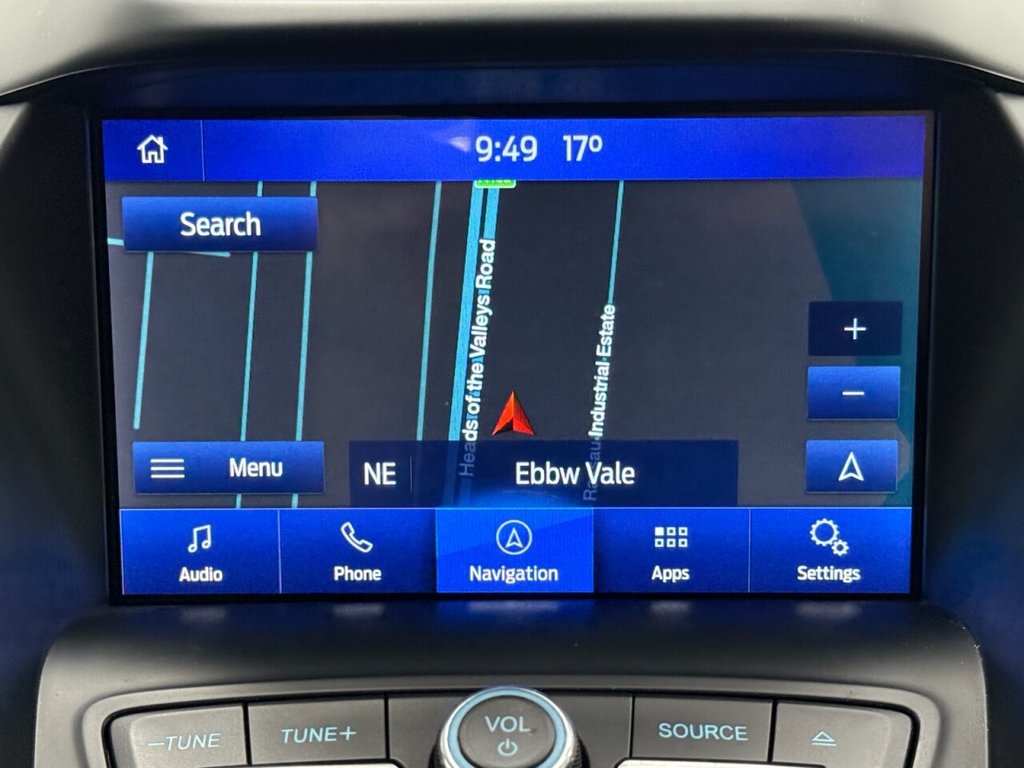 9:49 17º
Search
Heads of the Valleys Road
Industrial Estate
+
−
Menu
NE Ebbw Vale
Audio Phone Navigation Apps Settings
VOL
−TUNE TUNE+ SOURCE